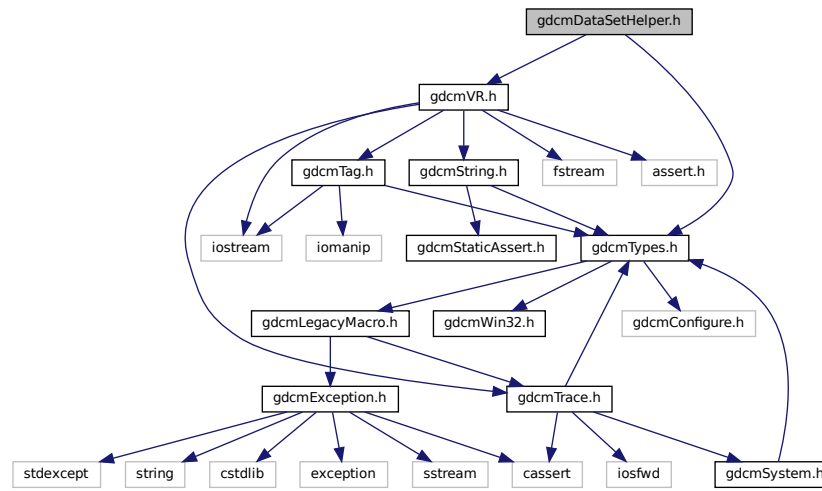 gdcmDataSetHelper.h
gdcmVR.h
gdcmTag.h
gdcmString.h
fstream
assert.h
iostream
iomanip
gdcmStaticAssert.h
gdcmTypes.h
gdcmLegacyMacro.h
gdcmWin32.h
gdcmConfigure.h
gdcmException.h
gdcmTrace.h
stdexcept
string
cstdlib
exception
sstream
cassert
iosfwd
gdcmSystem.h